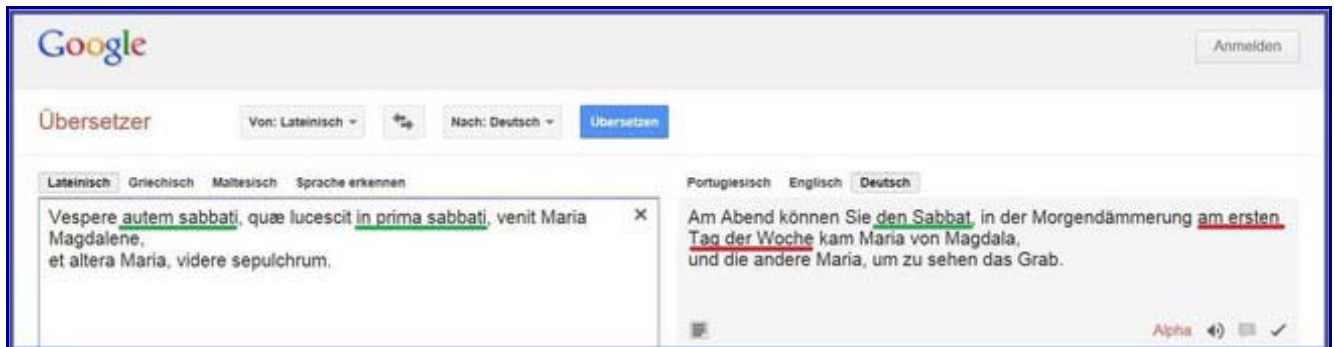 Google
Anmelden
Übersetzer
Von: Lateinisch
Nach: Deutsch
Übersetzen
Lateinisch Griechisch Maltesisch Sprache erkennen
Portugiesisch Englisch Deutsch
Vespere autem sabbati, quæ lucescit in prima sabbati, venit Maria
Magdalene,
et altera Maria, videre sepulchrum.
Am Abend können Sie den Sabbat, in der Morgendämmerung am ersten
Tag der Woche kam Maria von Magdala,
und die andere Maria, um zu sehen das Grab.
Alpha